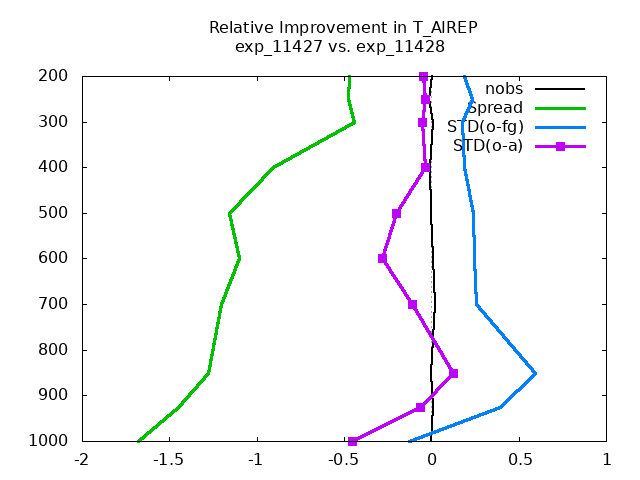 Relative Improvement in T_AIREP
exp_11427 vs. exp_11428
nobs
Spread
STD(o-fg)
STD(o-a)
200
300
400
500
600
700
800
900
1000
-2 -1.5 -1 -0.5 0 0.5 1